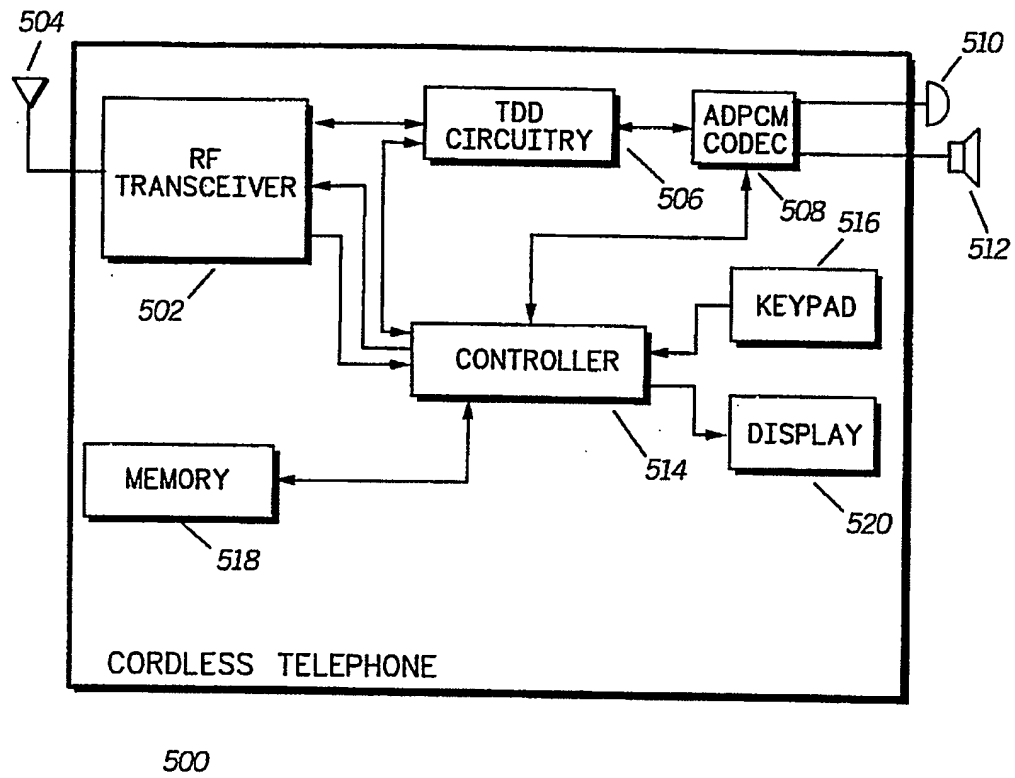 504
510
TDD
CIRCUITRY
ADPCM
CODEC
RF
TRANSCEIVER
506
508
512
516
502
KEYPAD
CONTROLLER
DISPLAY
514
MEMORY
520
518
CORDLESS TELEPHONE
500